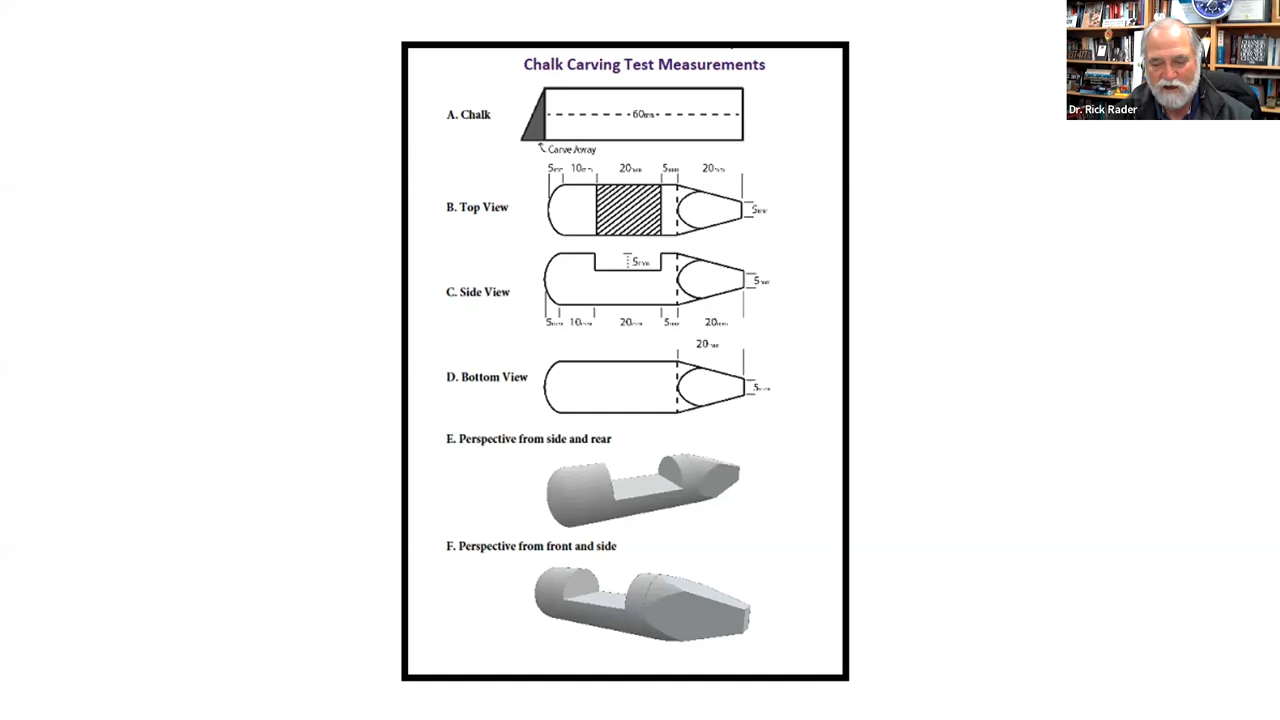 Chalk Carving Test Measurements
A. Chalk
60mm
Carve Away
5mm 10mm 20mm 5mm 20mm
B. Top View
5mm
5mm
C. Side View
5mm
5mm 10mm 20mm 5mm 20mm
20mm
D. Bottom View
5mm
E. Perspective from side and rear
F. Perspective from front and side
Dr. Rick Rader